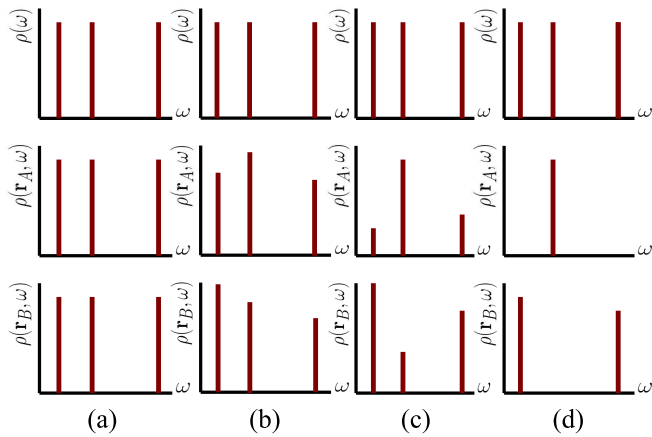 ρ(ω) ω ρ(ω) ω ρ(ω) ω ρ(ω) ω
ρ(r_A, ω) ω ρ(r_A, ω) ω ρ(r_A, ω) ω ρ(r_A, ω) ω
ρ(r_B, ω) ω ρ(r_B, ω) ω ρ(r_B, ω) ω ρ(r_B, ω) ω
(a) (b) (c) (d)